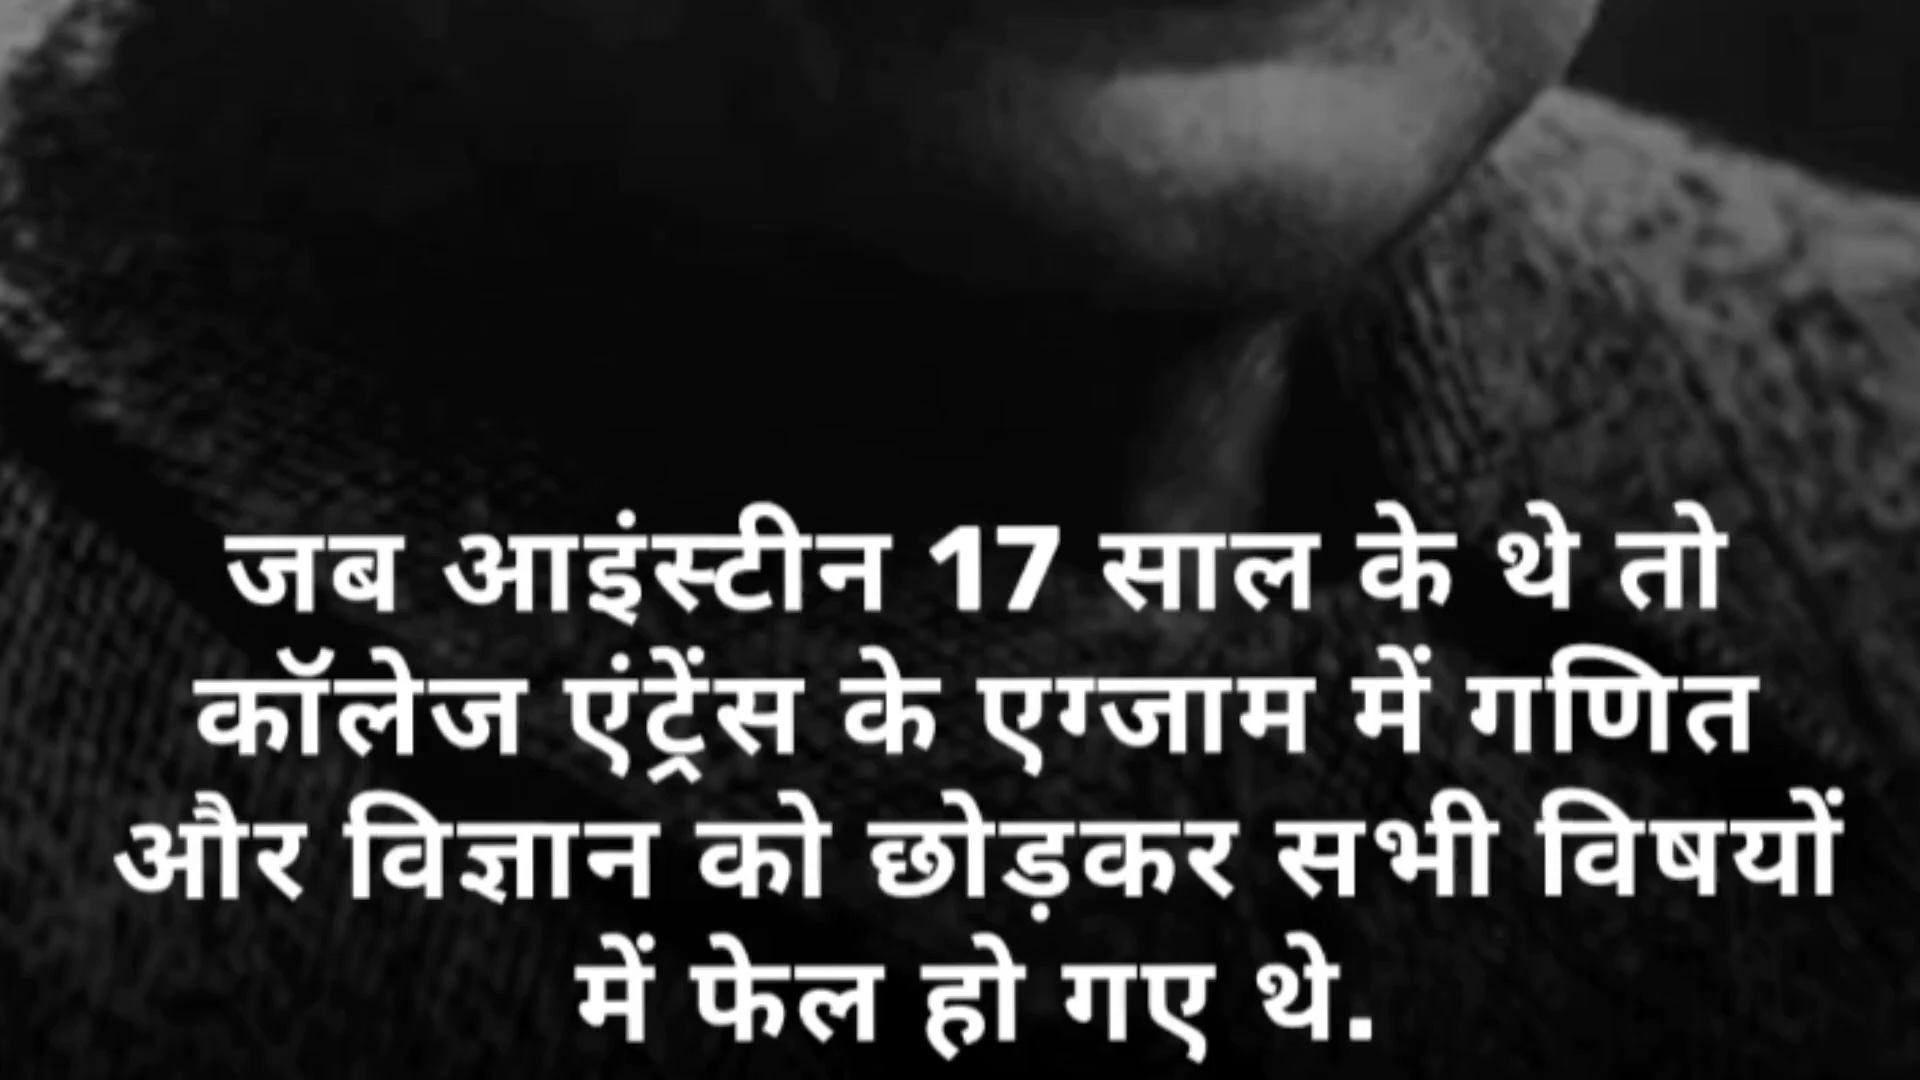 जब आइंस्टीन 17 साल के थे तो
कॉलेज एंट्रेंस के एग्जाम में गणित
और विज्ञान को छोड़कर सभी विषयों
में फेल हो गए थे.